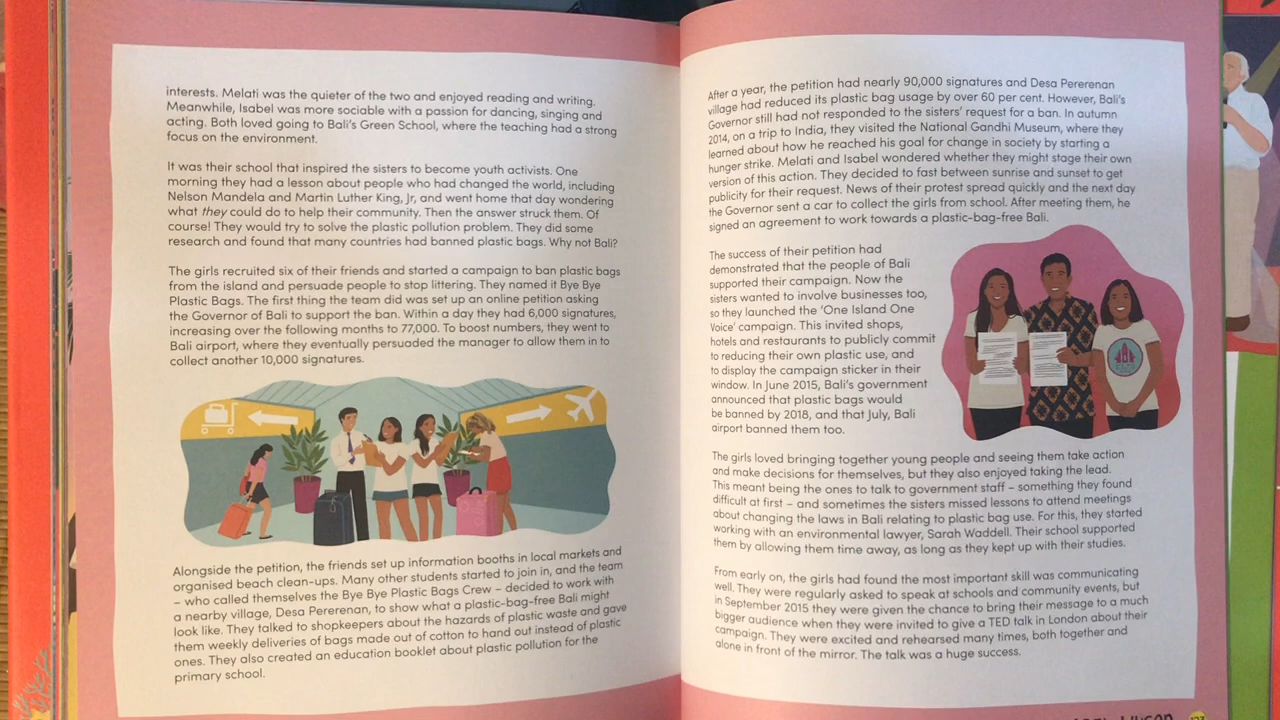 interests. Melati was the quieter of the two and enjoyed reading and writing.
Meanwhile, Isabel was more sociable with a passion for dancing, singing and
acting. Both loved going to Bali's Green School, where the teaching had a strong
focus on the environment.
It was their school that inspired the sisters to become youth activists. One
morning they had a lesson about people who had changed the world, including
Nelson Mandela and Martin Luther King, Jr, and went home that day wondering
what they could do to help their community. Then the answer struck them. Of
course! They would try to solve the plastic pollution problem. They did some
research and found that many countries had banned plastic bags. Why not Bali?
The girls recruited six of their friends and started a campaign to ban plastic bags
from the island and persuade people to stop littering. They named it Bye Bye
Plastic Bags. The first thing the team did was set up an online petition asking
the Governor of Bali to support the ban. Within a day they had 6,000 signatures,
increasing over the following months to 77,000. To boost numbers, they went to
Bali airport, where they eventually persuaded the manager to allow them in to
collect another 10,000 signatures.
Alongside the petition, the friends set up information booths in local markets and
organised beach clean-ups. Many other students started to join in, and the team
– who called themselves the Bye Bye Plastic Bags Crew – decided to work with
a nearby village, Desa Pererenan, to show what a plastic-bag-free Bali might
look like. They talked to shopkeepers about the hazards of plastic waste and gave
them weekly deliveries of bags made out of cotton to hand out instead of plastic
ones. They also created an education booklet about plastic pollution for the
primary school.
After a year, the petition had nearly 90,000 signatures and Desa Pererenan
village had reduced its plastic bag usage by over 60 per cent. However, Bali's
Governor still had not responded to the sisters' request for a ban. In autumn
2014, on a trip to India, they visited the National Gandhi Museum, where they
learned about how he reached his goal for change in society by starting a
hunger strike. Melati and Isabel wondered whether they might stage their own
version of this action. They decided to fast between sunrise and sunset to get
publicity for their request. News of their protest spread quickly and the next day
the Governor sent a car to collect the girls from school. After meeting them, he
signed an agreement to work towards a plastic-bag-free Bali.
The success of their petition had
demonstrated that the people of Bali
supported their campaign. Now the
sisters wanted to involve businesses too,
so they launched the 'One Island One
Voice' campaign. This invited shops,
hotels and restaurants to publicly commit
to reducing their own plastic use, and
to display the campaign sticker in their
window. In June 2015, Bali's government
announced that plastic bags would
be banned by 2018, and that July, Bali
airport banned them too.
The girls loved bringing together young people and seeing them take action
and make decisions for themselves, but they also enjoyed taking the lead.
This meant being the ones to talk to government staff – something they found
difficult at first – and sometimes the sisters missed lessons to attend meetings
about changing the laws in Bali relating to plastic bag use. For this, they started
working with an environmental lawyer, Sarah Waddell. Their school supported
them by allowing them time away, as long as they kept up with their studies.
From early on, the girls had found the most important skill was communicating
well. They were regularly asked to speak at schools and community events, but
in September 2015 they were given the chance to bring their message to a much
bigger audience when they were invited to give a TED talk in London about their
campaign. They were excited and rehearsed many times, both together and
alone in front of the mirror. The talk was a huge success.